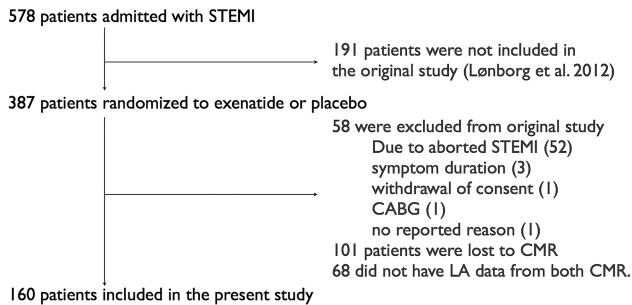 578 patients admitted with STEMI
191 patients were not included in
the original study (Lønborg et al. 2012)
387 patients randomized to exenatide or placebo
58 were excluded from original study
Due to aborted STEMI (52)
symptom duration (3)
withdrawal of consent (1)
CABG (1)
no reported reason (1)
101 patients were lost to CMR
68 did not have LA data from both CMR.
160 patients included in the present study